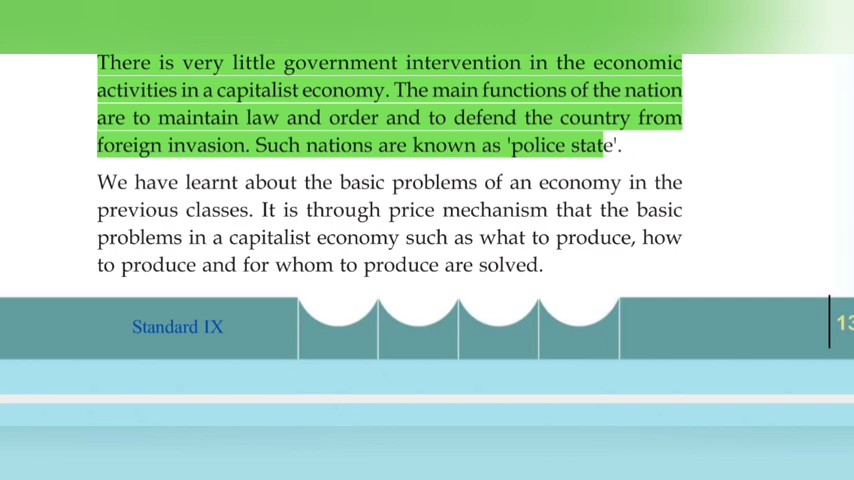 There is very little government intervention in the economic
activities in a capitalist economy. The main functions of the nation
are to maintain law and order and to defend the country from
foreign invasion. Such nations are known as 'police state'.
We have learnt about the basic problems of an economy in the
previous classes. It is through price mechanism that the basic
problems in a capitalist economy such as what to produce, how
to produce and for whom to produce are solved.
Standard IX